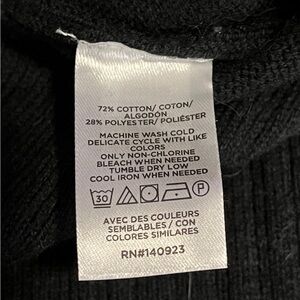 72% COTTON/ COTON/
ALGODÓN
28% POLYESTER/ POLIÉSTER
MACHINE WASH COLD
DELICATE CYCLE WITH LIKE
COLORS
ONLY NON-CHLORINE
BLEACH WHEN NEEDED
TUMBLE DRY LOW
COOL IRON WHEN NEEDED
30 P
AVEC DES COULEURS
SEMBLABLES / CON
COLORES SIMILARES
RN#140923